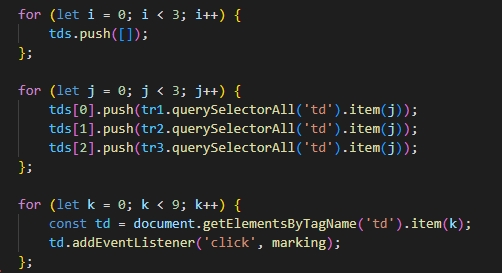 for (let i = 0; i < 3; i++) {
    tds.push([]);
};

for (let j = 0; j < 3; j++) {
    tds[0].push(tr1.querySelectorAll('td').item(j));
    tds[1].push(tr2.querySelectorAll('td').item(j));
    tds[2].push(tr3.querySelectorAll('td').item(j));
};

for (let k = 0; k < 9; k++) {
    const td = document.getElementsByTagName('td').item(k);
    td.addEventListener('click', marking);
};